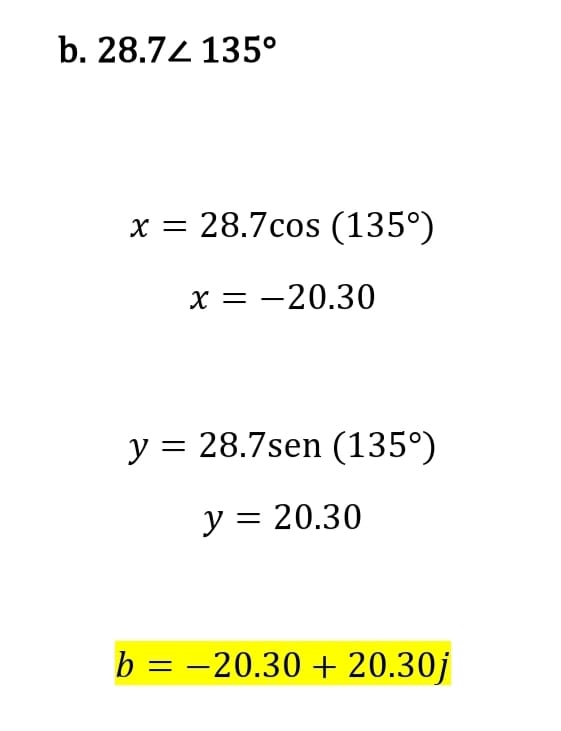 b. 28.7∠ 135°
x = 28.7cos (135°)
x = −20.30
y = 28.7sen (135°)
y = 20.30
b = −20.30 + 20.30j